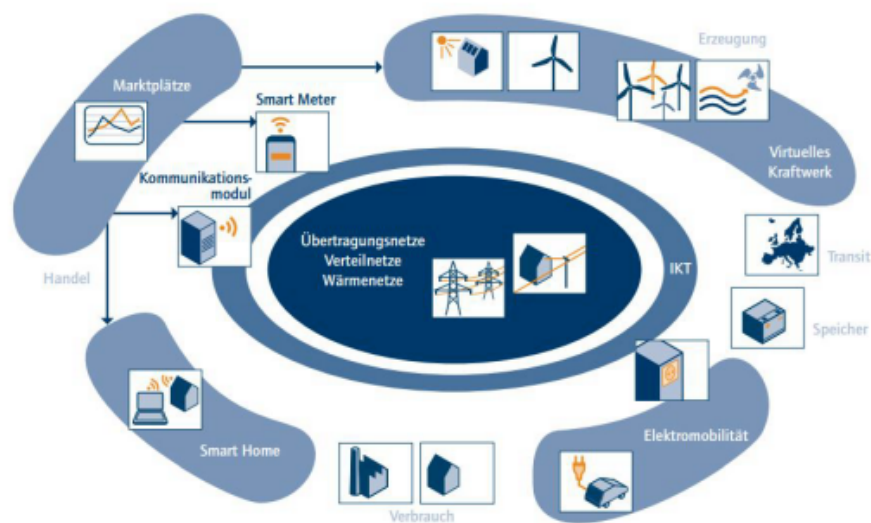 Erzeugung
Marktplätze
Smart Meter
Virtuelles
Kraftwerk
Kommunikations-
modul
Übertragungsnetze
Verteilnetze
Wärmenetze
IKT
Transit
Handel
Speicher
Smart Home
Elektromobilität
Verbrauch